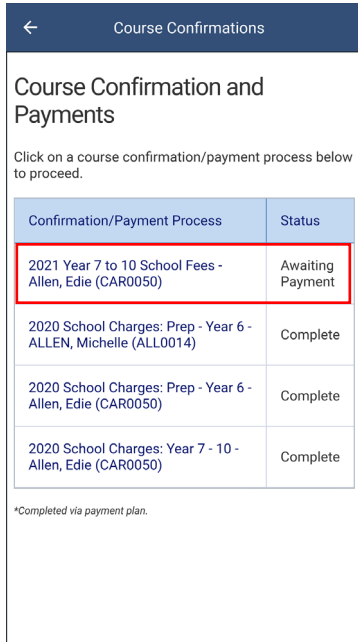 Course Confirmations
Course Confirmation and
Payments
Click on a course confirmation/payment process below
to proceed.
Confirmation/Payment Process Status
2021 Year 7 to 10 School Fees - Awaiting
Allen, Edie (CAR0050) Payment
2020 School Charges: Prep - Year 6 -
ALLEN, Michelle (ALL0014) Complete
2020 School Charges: Prep - Year 6 -
Allen, Edie (CAR0050) Complete
2020 School Charges: Year 7 - 10 -
Allen, Edie (CAR0050) Complete
*Completed via payment plan.